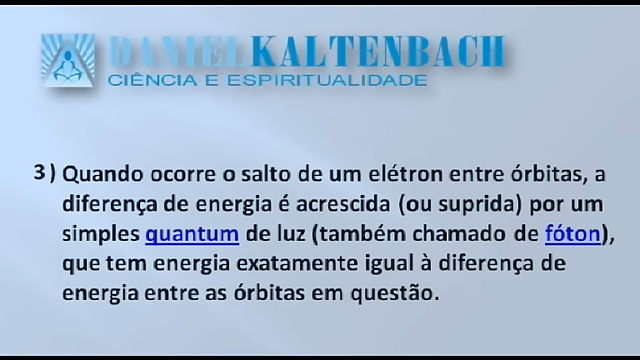 DANIEL KALTENBACH
CIÊNCIA E ESPIRITUALIDADE
3) Quando ocorre o salto de um elétron entre órbitas, a
diferença de energia é acrescida (ou suprida) por um
simples quantum de luz (também chamado de fóton),
que tem energia exatamente igual à diferença de
energia entre as órbitas em questão.